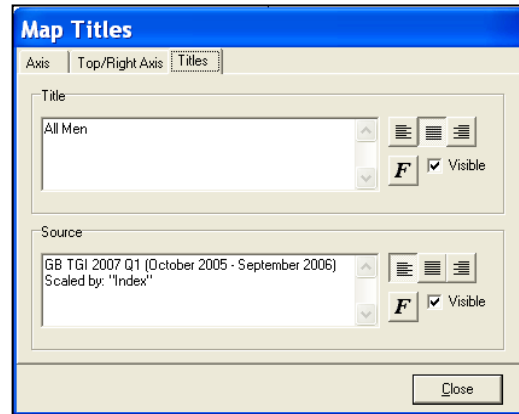 Map Titles
Axis
Top/Right Axis
Titles
Title
All Men
F
Visible
Source
GB TGI 2007 Q1 (October 2005 - September 2006)
Scaled by: "Index"
F
Visible
Close